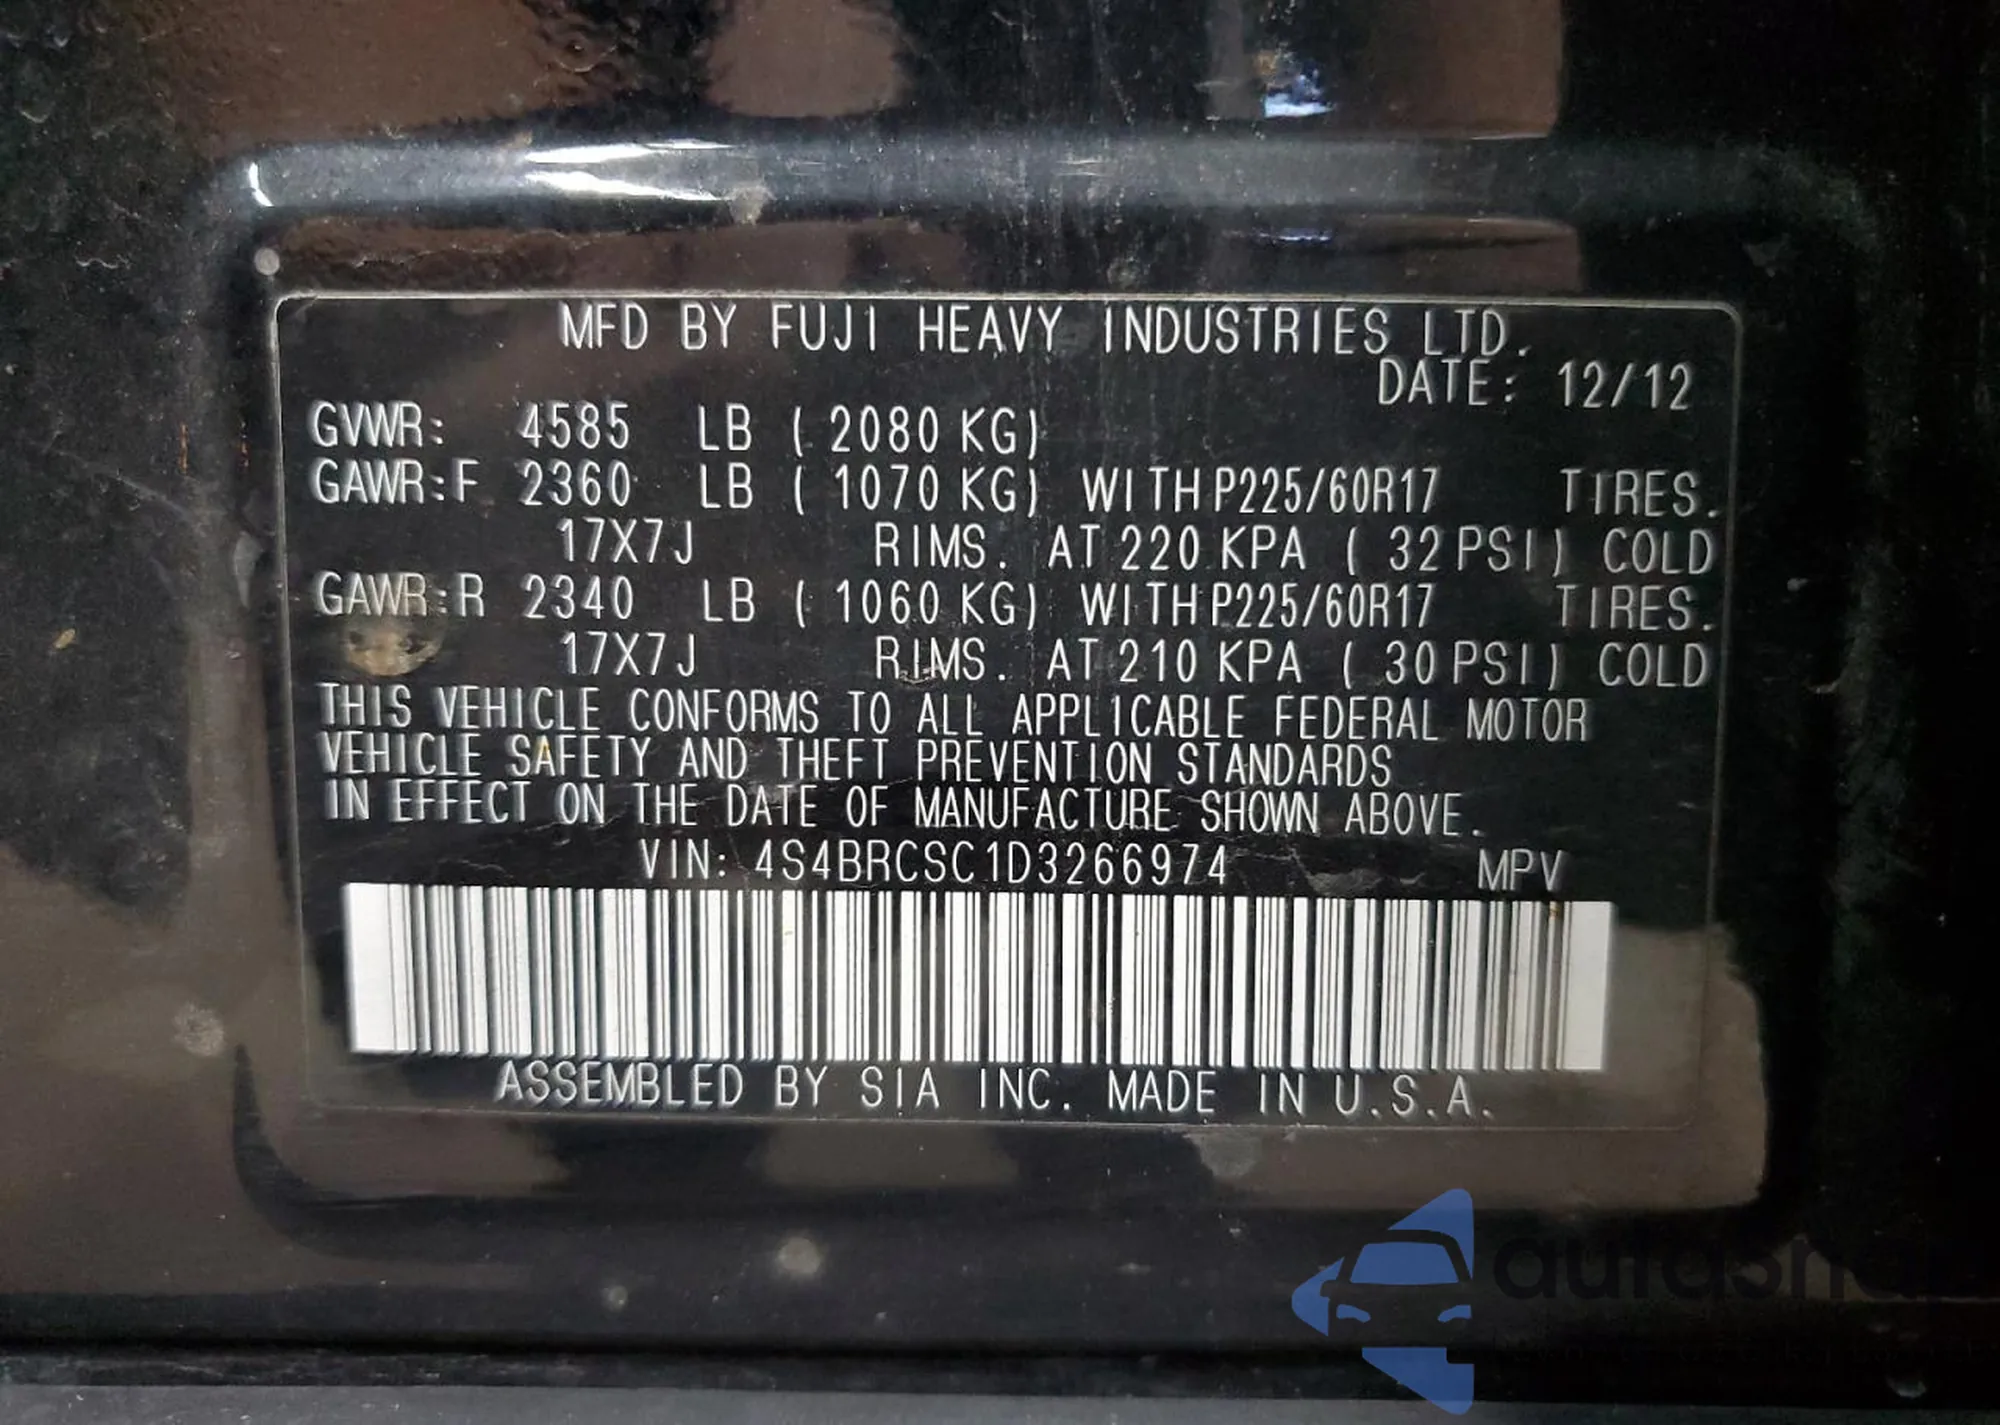 MFD BY FUJI HEAVY INDUSTRIES LTD.
DATE: 12/12
GVWR: 4585 LB ( 2080 KG)
GAWR:F 2360 LB ( 1070 KG) WITH P225/60R17 TIRES.
17X7J RIMS. AT 220 KPA ( 32 PSI) COLD
GAWR:R 2340 LB ( 1060 KG) WITH P225/60R17 TIRES.
17X7J RIMS. AT 210 KPA ( 30 PSI) COLD
THIS VEHICLE CONFORMS TO ALL APPLICABLE FEDERAL MOTOR
VEHICLE SAFETY AND THEFT PREVENTION STANDARDS
IN EFFECT ON THE DATE OF MANUFACTURE SHOWN ABOVE.
VIN: 4S4BRCSC1D3266974 MPV
ASSEMBLED BY SIA INC. MADE IN U.S.A.